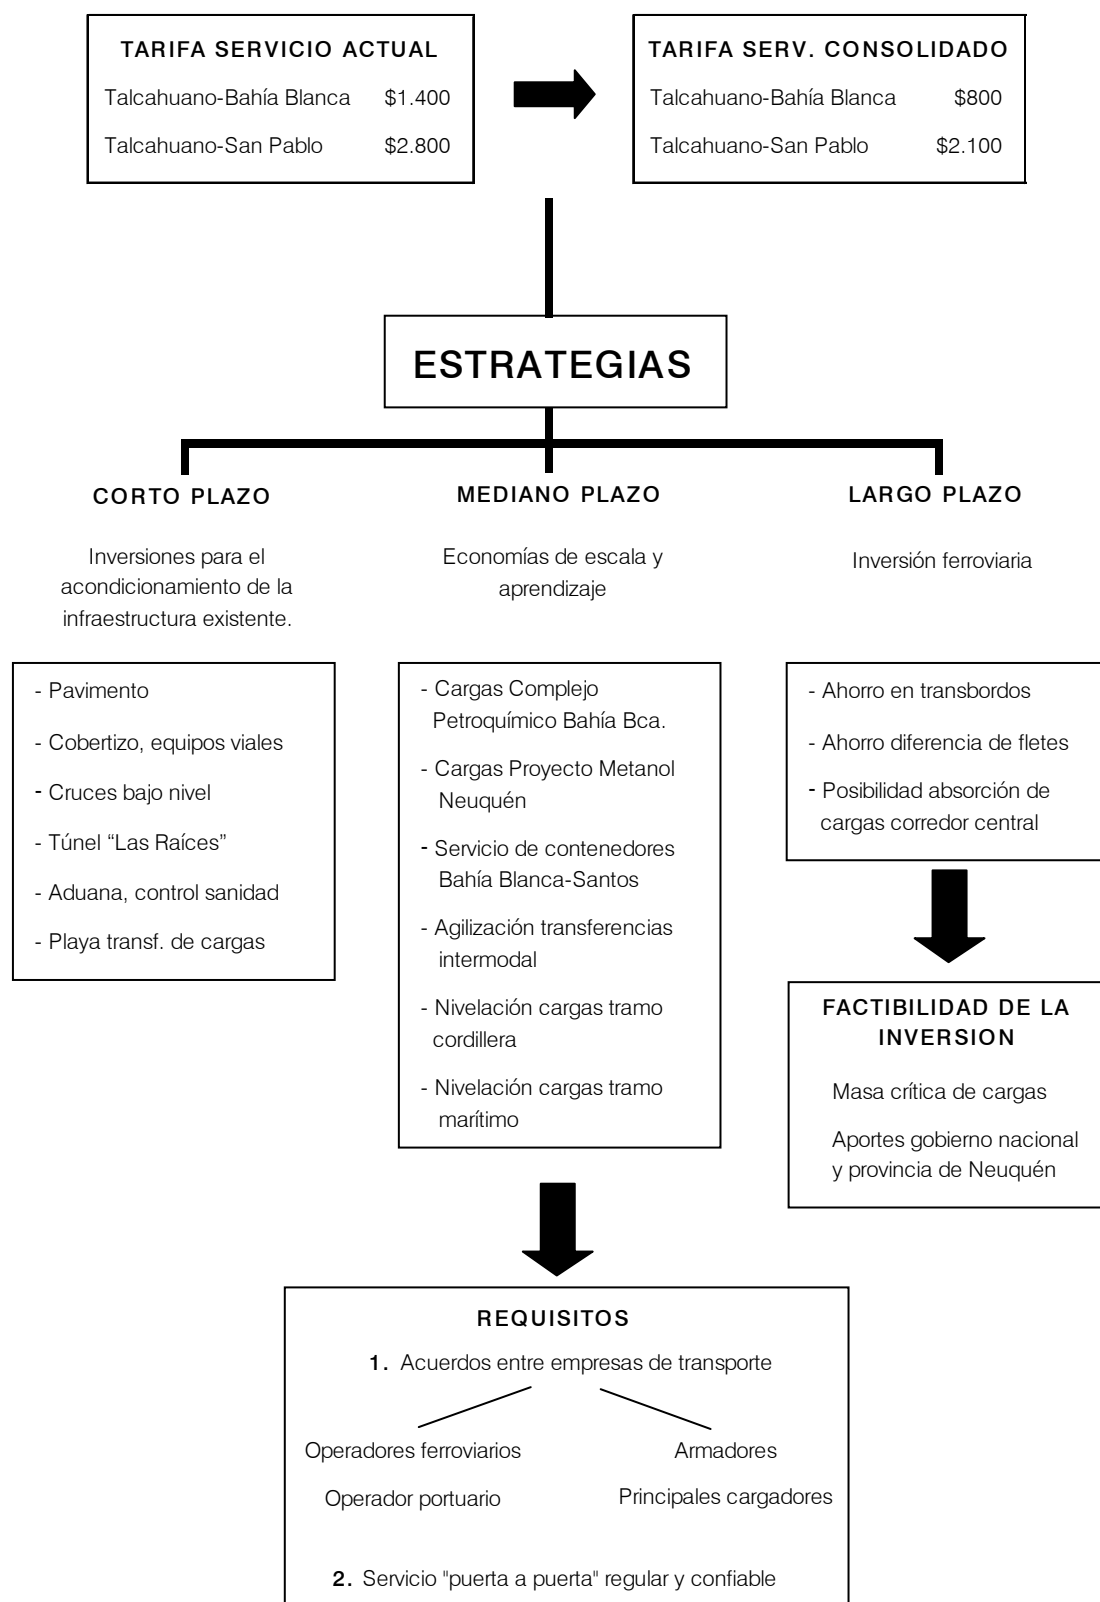 TARIFA SERVICIO ACTUAL
Talcahuano-Bahía Blanca $1.400
Talcahuano-San Pablo $2.800
TARIFA SERV. CONSOLIDADO
Talcahuano-Bahía Blanca $800
Talcahuano-San Pablo $2.100
ESTRATEGIAS
CORTO PLAZO
Inversiones para el
acondicionamiento de la
infraestructura existente.
- Pavimento
- Cobertizo, equipos viales
- Cruces bajo nivel
- Túnel “Las Raíces”
- Aduana, control sanidad
- Playa transf. de cargas
MEDIANO PLAZO
Economías de escala y
aprendizaje
- Cargas Complejo
Petroquímico Bahía Bca.
- Cargas Proyecto Metanol
Neuquén
- Servicio de contenedores
Bahía Blanca-Santos
- Agilización transferencias
intermodal
- Nivelación cargas tramo
cordillera
- Nivelación cargas tramo
marítimo
LARGO PLAZO
Inversión ferroviaria
- Ahorro en transbordos
- Ahorro diferencia de fletes
- Posibilidad absorción de
cargas corredor central
FACTIBILIDAD DE LA
INVERSION
Masa crítica de cargas
Aportes gobierno nacional
y provincia de Neuquén
REQUISITOS
1. Acuerdos entre empresas de transporte
Operadores ferroviarios
Operador portuario
Armadores
Principales cargadores
2. Servicio "puerta a puerta" regular y confiable